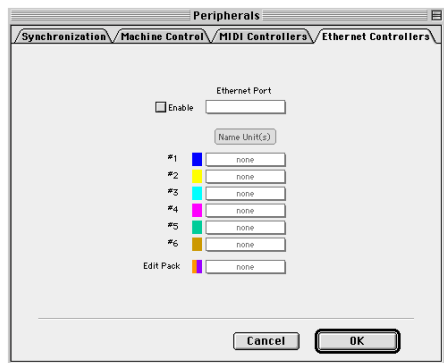 Peripherals
Synchronization Machine Control MIDI Controllers Ethernet Controllers
Ethernet Port
Enable
Name Unit(s)
#1 none
#2 none
#3 none
#4 none
#5 none
#6 none
Edit Pack none
Cancel OK